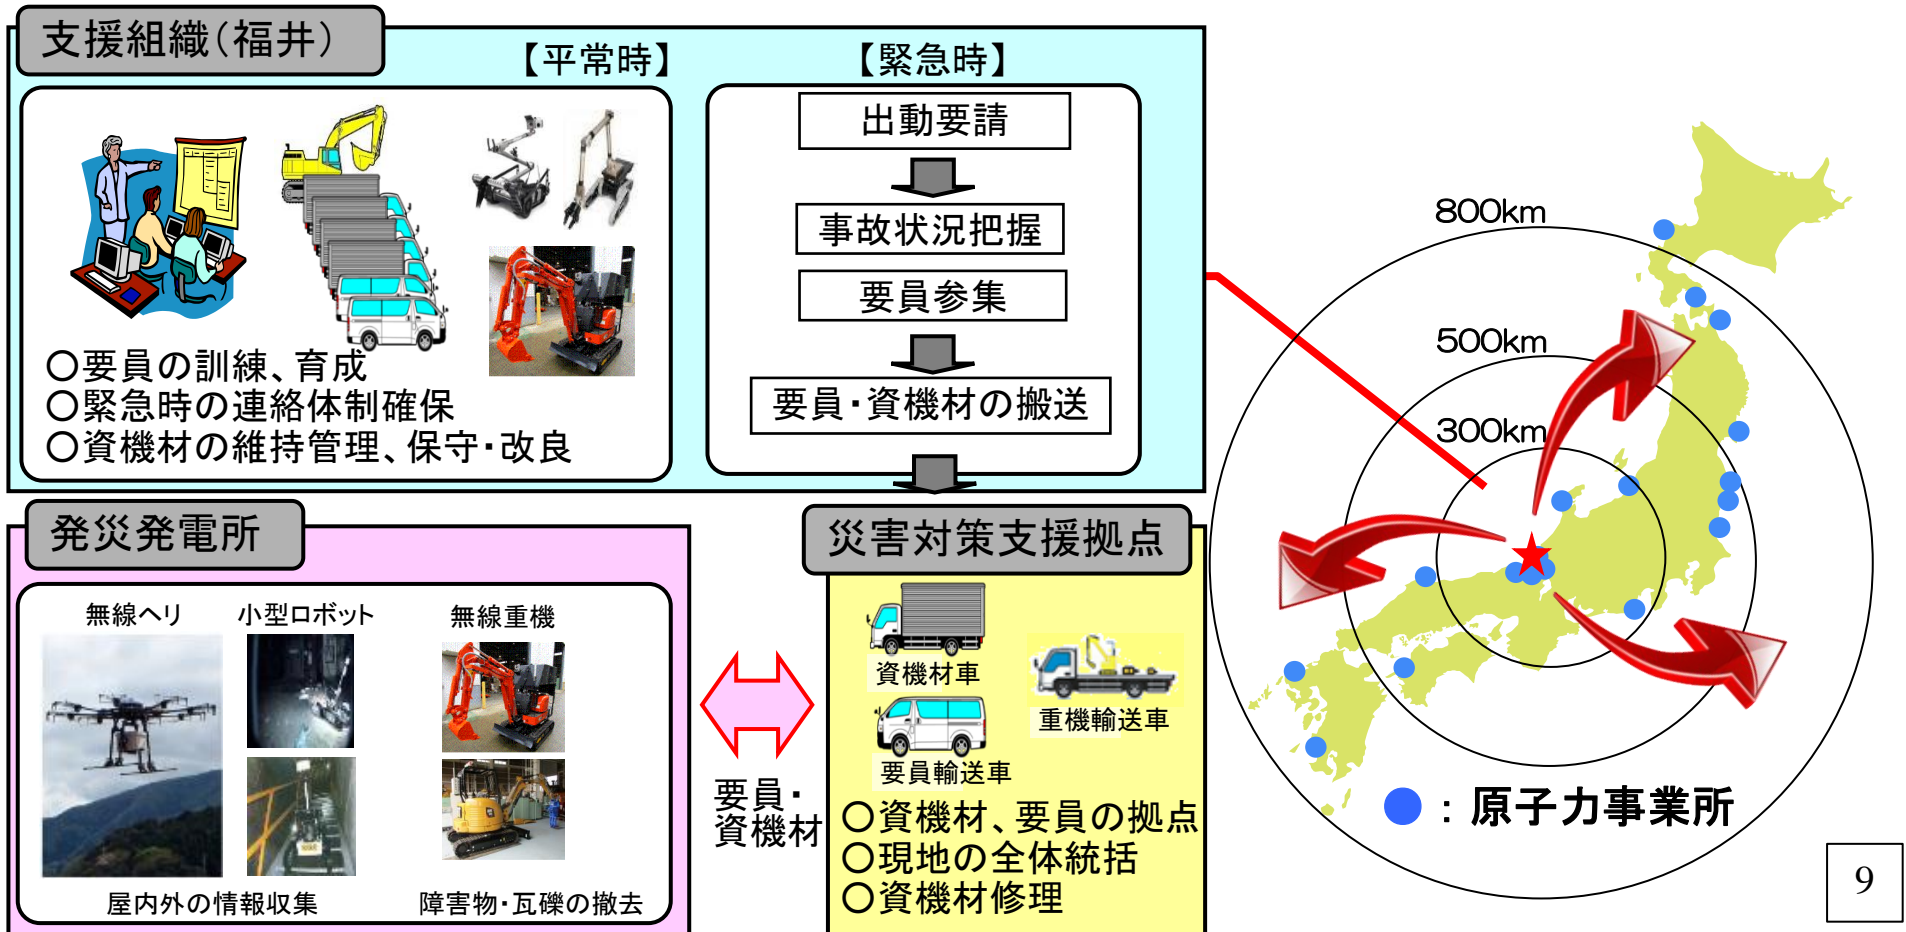 支援組織(福井)
【平常時】
〇要員の訓練、育成
〇緊急時の連絡体制確保
〇資機材の維持管理、保守・改良
【緊急時】
出動要請
事故状況把握
要員参集
要員・資機材の搬送
発災発電所
無線ヘリ
小型ロボット
無線重機
屋内外の情報収集
障害物・瓦礫の撤去
要員・
資機材
災害対策支援拠点
資機材車
重機輸送車
要員輸送車
〇資機材、要員の拠点
〇現地の全体統括
〇資機材修理
800km
500km
300km
:原子力事業所
9